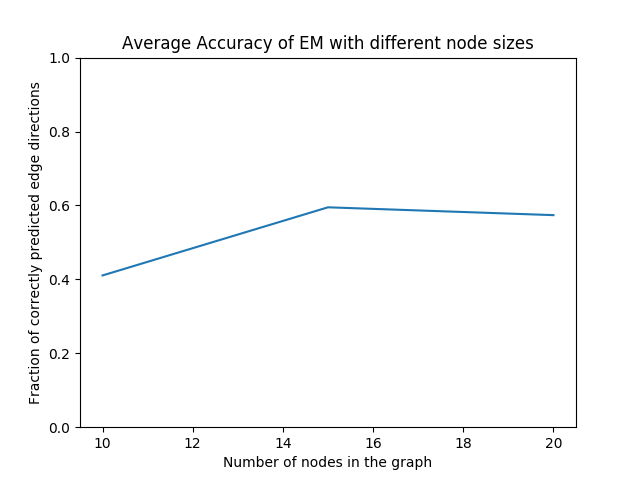 Average Accuracy of EM with different node sizes
Fraction of correctly predicted edge directions
1.0
0.8
0.6
0.4
0.2
0.0
10 12 14 16 18 20
Number of nodes in the graph